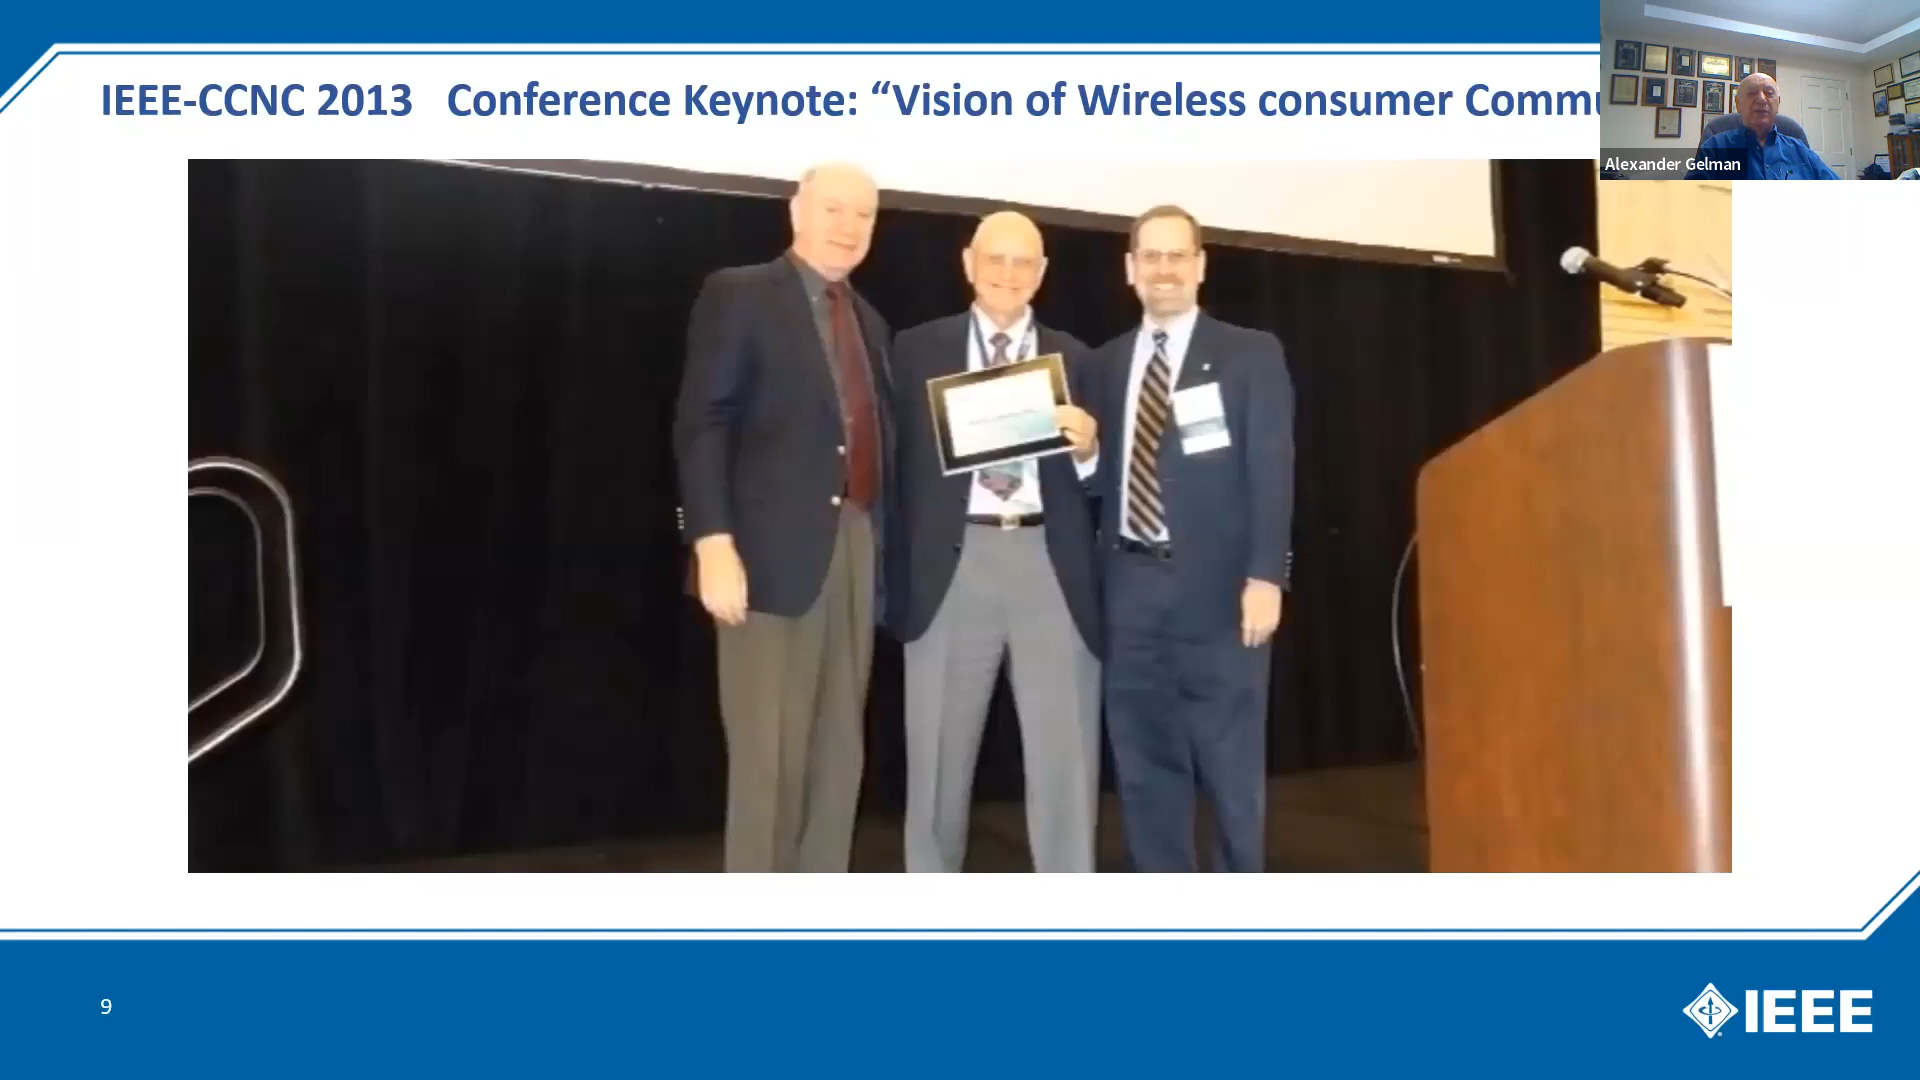 IEEE-CCNC 2013 Conference Keynote: “Vision of Wireless consumer Commu
Alexander Gelman
9
IEEE